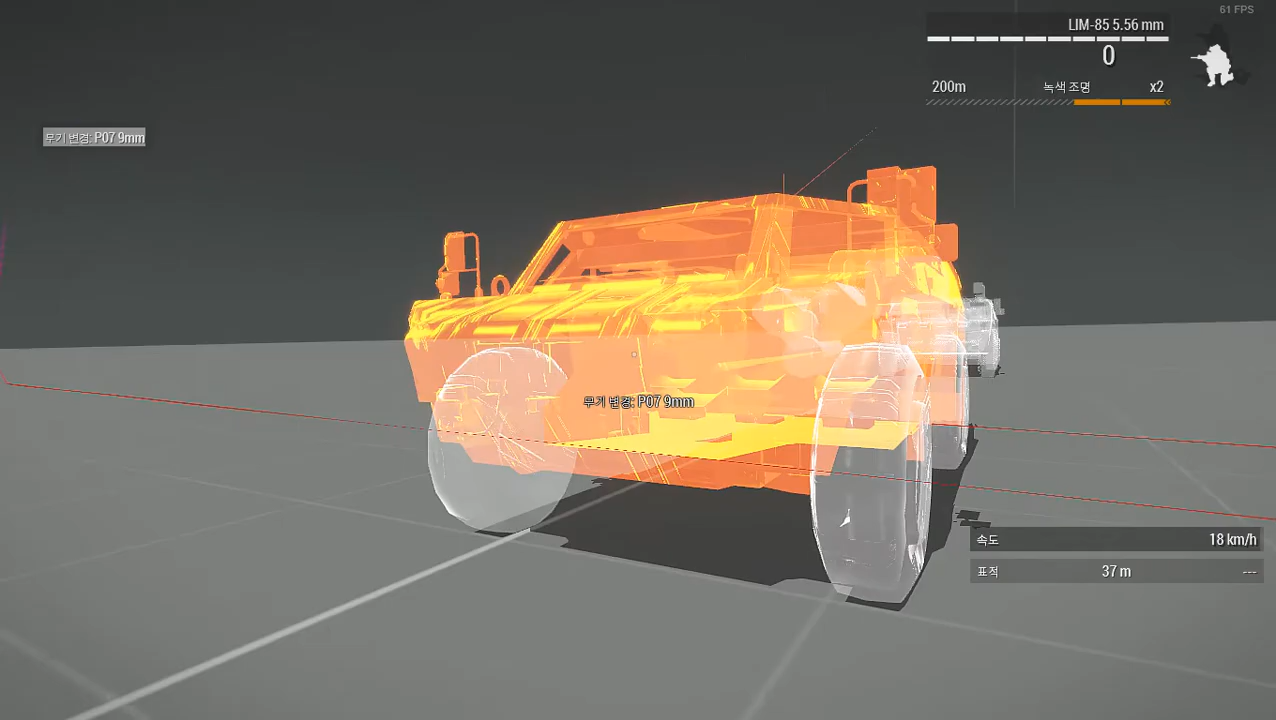 61 FPS
LIM-85 5.56 mm
0
200m 녹색 조명 x2
무기 변경: P07 9mm
무기 변경: P07 9mm
속도 18 km/h
표적 37 m ---